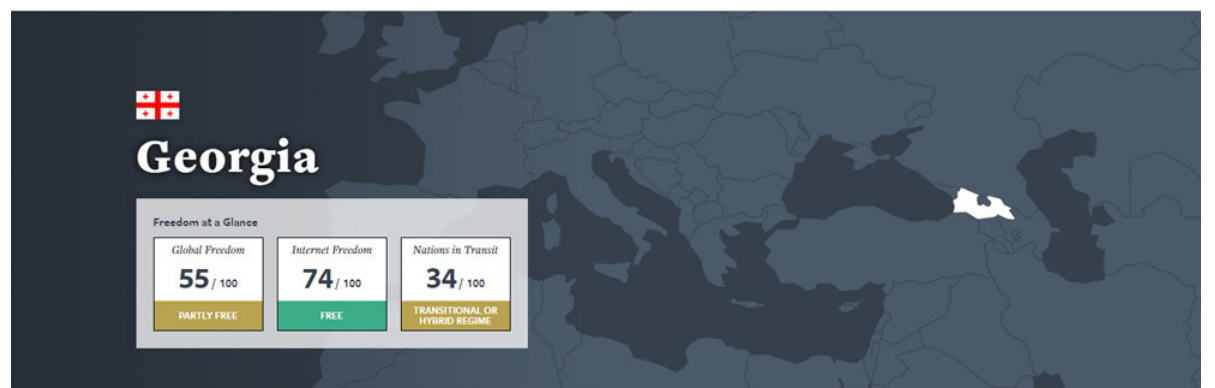 Georgia
Freedom at a Glance
Global Freedom
55 / 100
PARTLY FREE
Internet Freedom
74 / 100
FREE
Nations in Transit
34 / 100
TRANSITIONAL OR
HYBRID REGIME